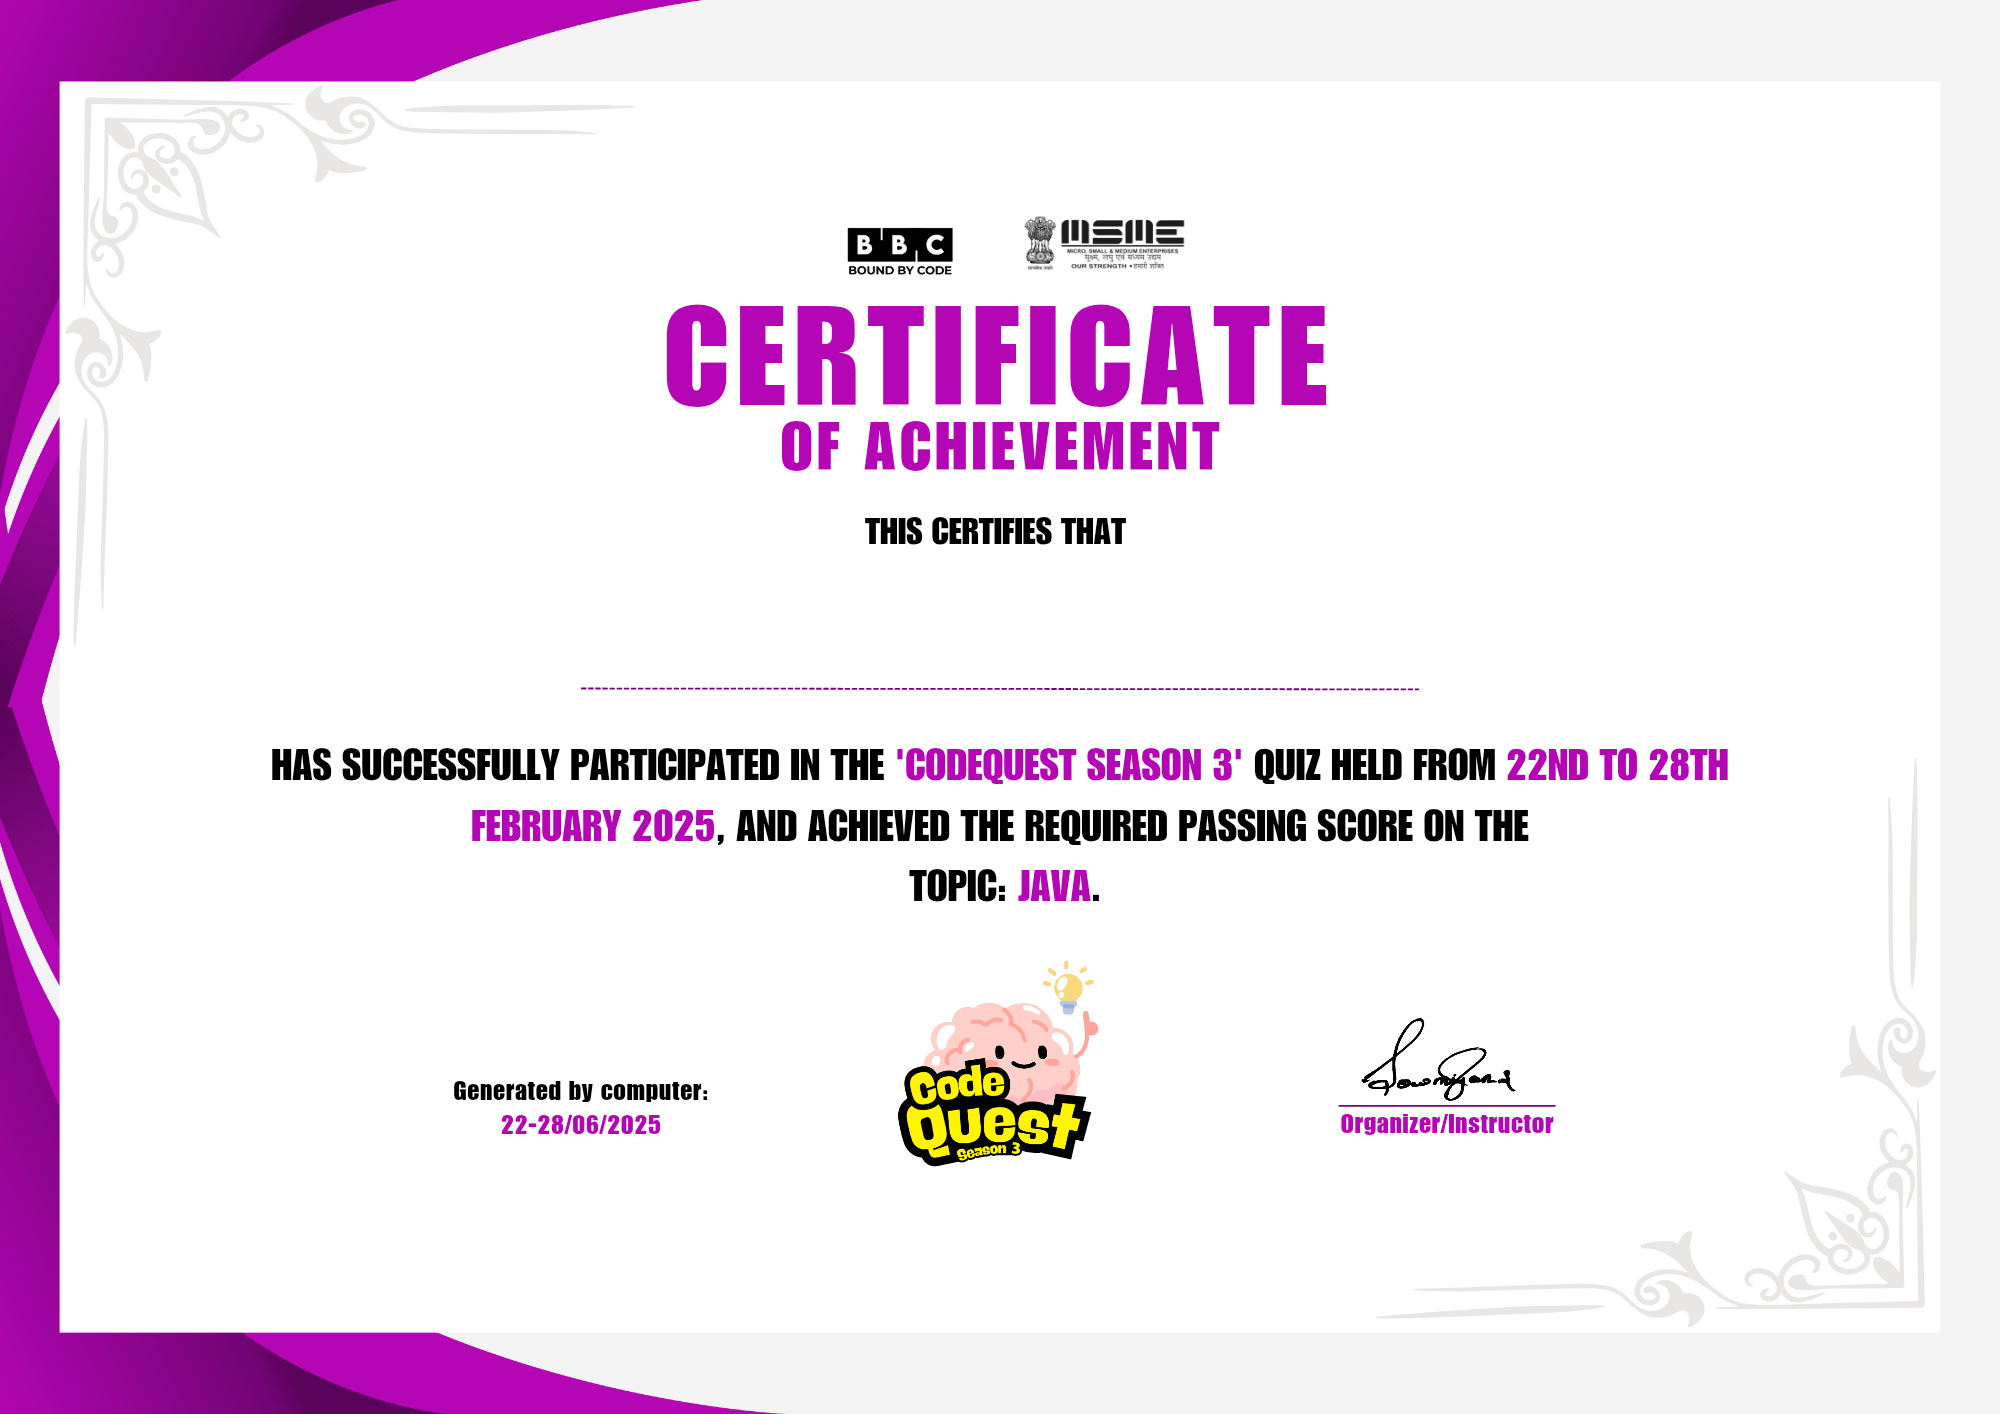 B B C
BOUND BY CODE
MSME
MICRO, SMALL & MEDIUM ENTERPRISES
सूक्ष्म, लघु एवं मध्यम उद्यम
OUR STRENGTH • हमारी शक्ति
सत्यमेव जयते
CERTIFICATE
OF ACHIEVEMENT
THIS CERTIFIES THAT
HAS SUCCESSFULLY PARTICIPATED IN THE 'CODEQUEST SEASON 3' QUIZ HELD FROM 22ND TO 28TH
FEBRUARY 2025, AND ACHIEVED THE REQUIRED PASSING SCORE ON THE
TOPIC: JAVA.
Generated by computer:
22-28/06/2025
Code
Quest
Season 3
Organizer/Instructor